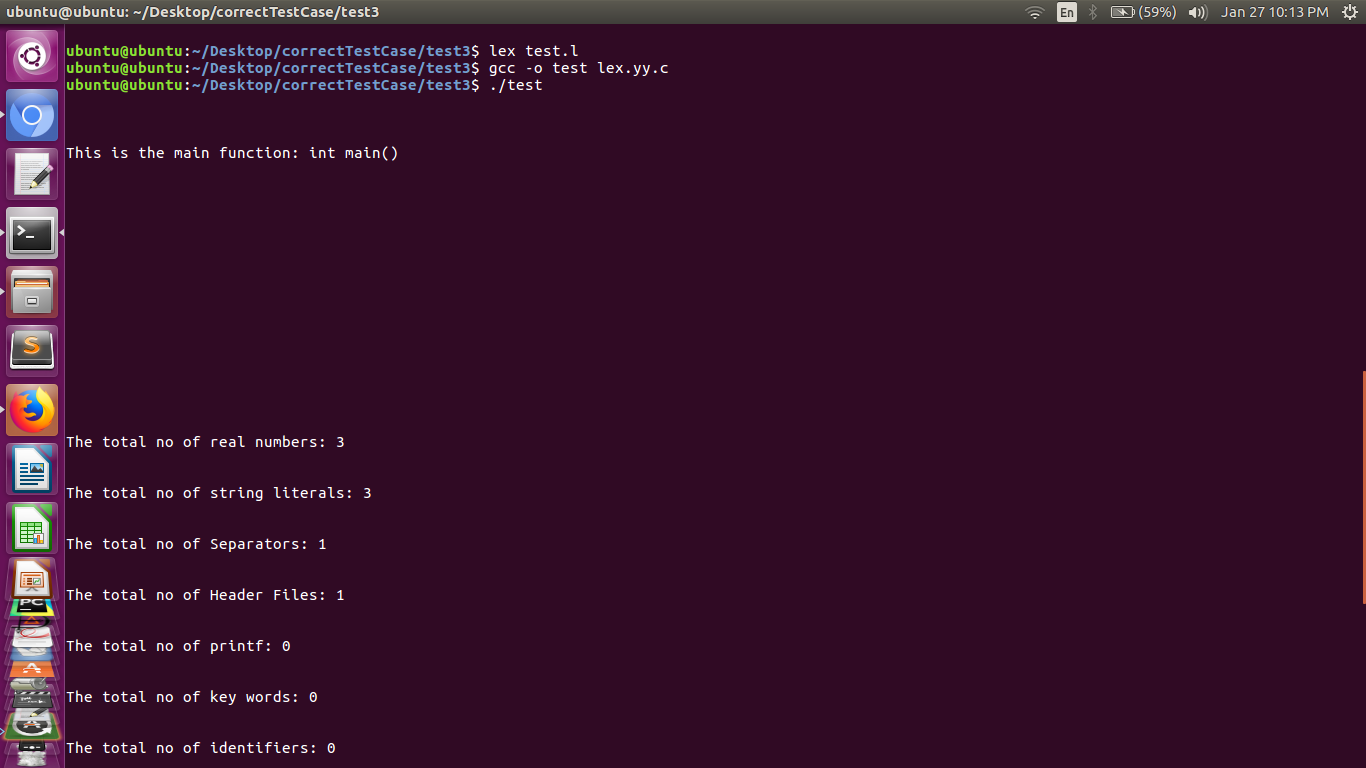 ubuntu@ubuntu: ~/Desktop/correctTestCase/test3
En
(59%)
Jan 27 10:13 PM
ubuntu@ubuntu:~/Desktop/correctTestCase/test3$ lex test.l
ubuntu@ubuntu:~/Desktop/correctTestCase/test3$ gcc -o test lex.yy.c
ubuntu@ubuntu:~/Desktop/correctTestCase/test3$ ./test
This is the main function: int main()
The total no of real numbers: 3
The total no of string literals: 3
The total no of Separators: 1
The total no of Header Files: 1
The total no of printf: 0
The total no of key words: 0
The total no of identifiers: 0
>_
S
PC